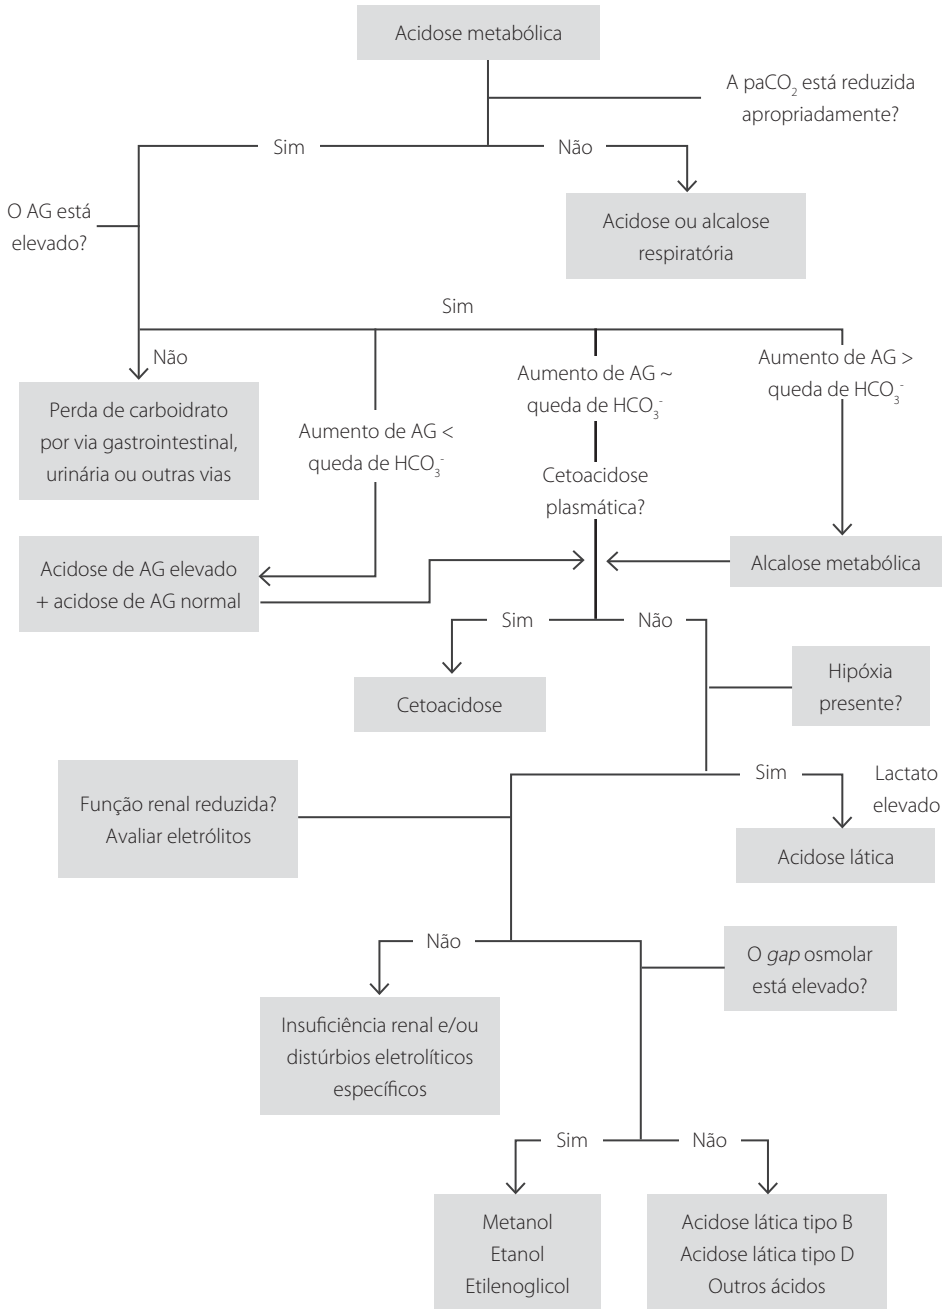 Acidose metabólica
A paCO₂ está reduzida
apropriadamente?
Sim
Não
O AG está
elevado?
Acidose ou alcalose
respiratória
Sim
Não
Perda de carboidrato
por via gastrointestinal,
urinária ou outras vias
Aumento de AG <
queda de HCO₃⁻
Aumento de AG ~
queda de HCO₃⁻
Aumento de AG >
queda de HCO₃⁻
Cetoacidose
plasmática?
Acidose de AG elevado
+ acidose de AG normal
Alcalose metabólica
Sim
Não
Cetoacidose
Hipóxia
presente?
Sim
Lactato
elevado
Acidose lática
Função renal reduzida?
Avaliar eletrólitos
Não
O gap osmolar
está elevado?
Insuficiência renal e/ou
distúrbios eletrolíticos
específicos
Sim
Não
Metanol
Etanol
Etilenoglicol
Acidose lática tipo B
Acidose lática tipo D
Outros ácidos